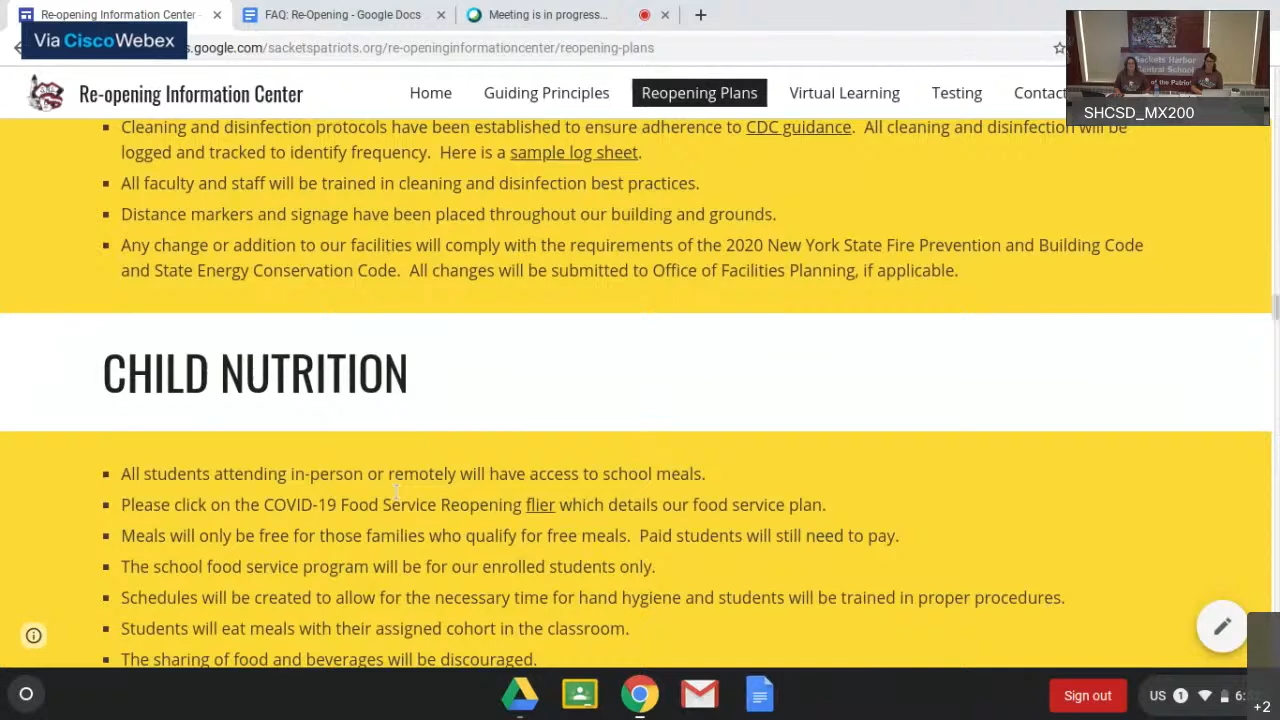 Re-opening Information Center
FAQ: Re-Opening - Google Docs
Meeting is in progress...
Via CiscoWebex
s.google.com/sacketspatriots.org/re-openinginformationcenter/reopening-plans
Sackets Harbor
Central School
of the Patriot
SHCSD_MX200
Re-opening Information Center
Home Guiding Principles Reopening Plans Virtual Learning Testing Contact
Cleaning and disinfection protocols have been established to ensure adherence to CDC guidance. All cleaning and disinfection will be
logged and tracked to identify frequency. Here is a sample log sheet.
All faculty and staff will be trained in cleaning and disinfection best practices.
Distance markers and signage have been placed throughout our building and grounds.
Any change or addition to our facilities will comply with the requirements of the 2020 New York State Fire Prevention and Building Code
and State Energy Conservation Code. All changes will be submitted to Office of Facilities Planning, if applicable.
CHILD NUTRITION
All students attending in-person or remotely will have access to school meals.
Please click on the COVID-19 Food Service Reopening flier which details our food service plan.
Meals will only be free for those families who qualify for free meals. Paid students will still need to pay.
The school food service program will be for our enrolled students only.
Schedules will be created to allow for the necessary time for hand hygiene and students will be trained in proper procedures.
Students will eat meals with their assigned cohort in the classroom.
The sharing of food and beverages will be discouraged.
Sign out
US 1
+2